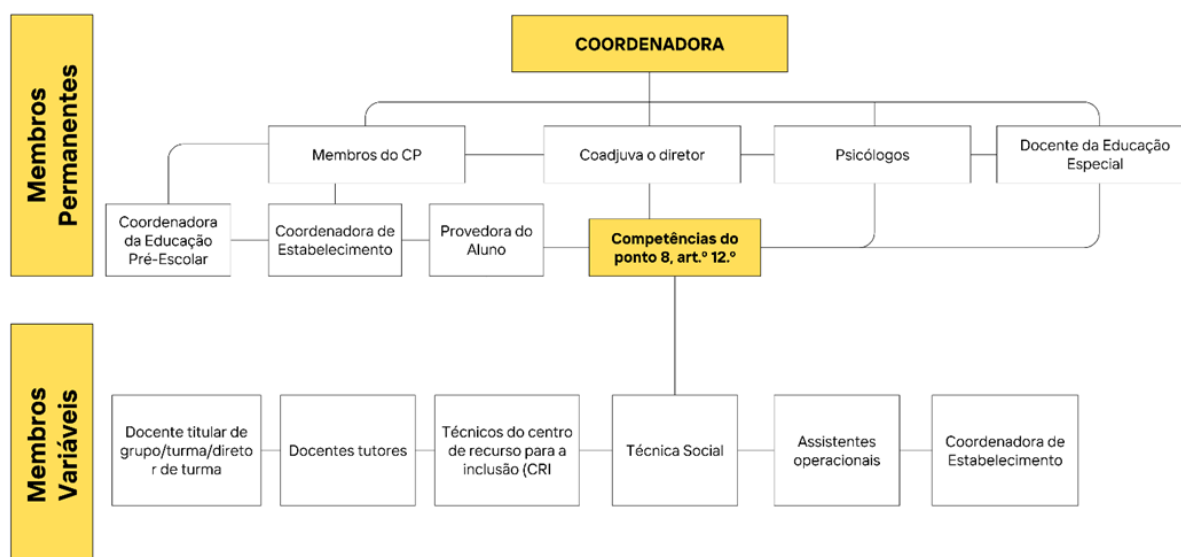 Membros
Permanentes
COORDENADORA
Membros do CP
Coadjuva o diretor
Psicólogos
Docente da Educação
Especial
Coordenadora
da Educação
Pré-Escolar
Coordenadora de
Estabelecimento
Provedora do
Aluno
Competências do
ponto 8, art.º 12.º
Membros
Variáveis
Docente titular de
grupo/turma/direto
r de turma
Docentes tutores
Técnicos do centro
de recurso para a
inclusão (CRI
Técnica Social
Assistentes
operacionais
Coordenadora de
Estabelecimento